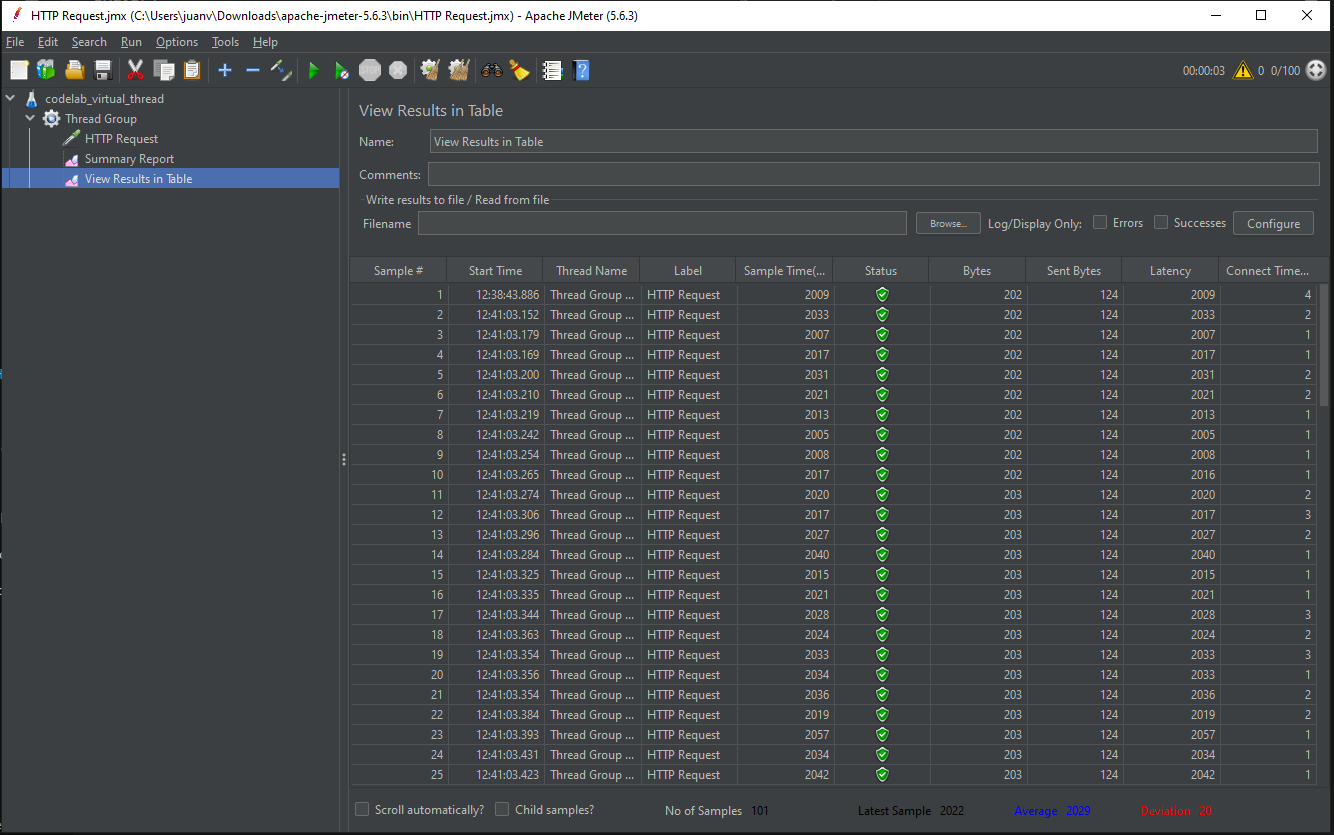 HTTP Request.jmx (C:\Users\juanv\Downloads\apache-jmeter-5.6.3\bin\HTTP Request.jmx) - Apache JMeter (5.6.3)
File Edit Search Run Options Tools Help
00:00:03 0 0/100
codelab_virtual_thread
Thread Group
HTTP Request
Summary Report
View Results in Table
View Results in Table
Name: View Results in Table
Comments:
Write results to file / Read from file
Filename Browse... Log/Display Only: Errors Successes Configure
Sample # Start Time Thread Name Label Sample Time(... Status Bytes Sent Bytes Latency Connect Time...
1 12:38:43.886 Thread Group ... HTTP Request 2009 202 124 2009 4
2 12:41:03.152 Thread Group ... HTTP Request 2033 202 124 2033 2
3 12:41:03.179 Thread Group ... HTTP Request 2007 202 124 2007 1
4 12:41:03.169 Thread Group ... HTTP Request 2017 202 124 2017 1
5 12:41:03.200 Thread Group ... HTTP Request 2031 202 124 2031 2
6 12:41:03.210 Thread Group ... HTTP Request 2021 202 124 2021 2
7 12:41:03.219 Thread Group ... HTTP Request 2013 202 124 2013 1
8 12:41:03.242 Thread Group ... HTTP Request 2005 202 124 2005 1
9 12:41:03.254 Thread Group ... HTTP Request 2008 202 124 2008 1
10 12:41:03.265 Thread Group ... HTTP Request 2017 202 124 2016 1
11 12:41:03.274 Thread Group ... HTTP Request 2020 203 124 2020 2
12 12:41:03.306 Thread Group ... HTTP Request 2017 203 124 2017 3
13 12:41:03.296 Thread Group ... HTTP Request 2027 203 124 2027 2
14 12:41:03.284 Thread Group ... HTTP Request 2040 203 124 2040 1
15 12:41:03.325 Thread Group ... HTTP Request 2015 203 124 2015 1
16 12:41:03.335 Thread Group ... HTTP Request 2021 203 124 2021 1
17 12:41:03.344 Thread Group ... HTTP Request 2028 203 124 2028 3
18 12:41:03.363 Thread Group ... HTTP Request 2024 203 124 2024 2
19 12:41:03.354 Thread Group ... HTTP Request 2033 203 124 2033 3
20 12:41:03.356 Thread Group ... HTTP Request 2034 203 124 2033 1
21 12:41:03.354 Thread Group ... HTTP Request 2036 203 124 2036 2
22 12:41:03.384 Thread Group ... HTTP Request 2019 203 124 2019 2
23 12:41:03.393 Thread Group ... HTTP Request 2057 203 124 2057 1
24 12:41:03.431 Thread Group ... HTTP Request 2034 203 124 2034 1
25 12:41:03.423 Thread Group ... HTTP Request 2042 203 124 2042 1
Scroll automatically? Child samples? No of Samples 101 Latest Sample 2022 Average 2029 Deviation 20